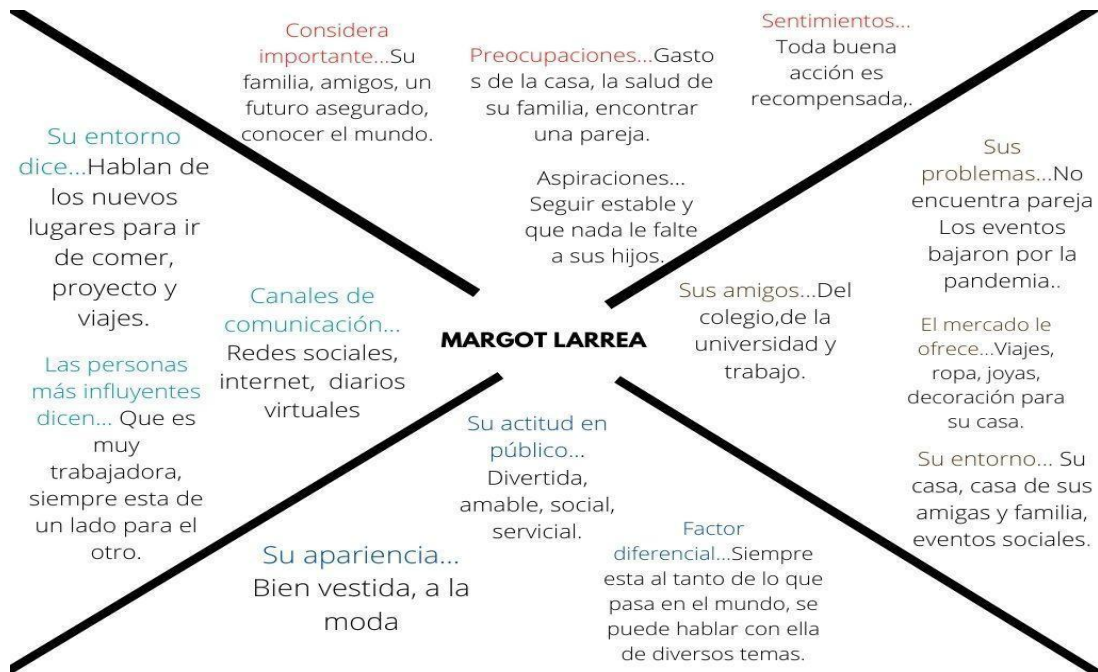 Considera
importante...Su
familia, amigos, un
futuro asegurado,
conocer el mundo.
Preocupaciones...Gasto
s de la casa, la salud de
su familia, encontrar
una pareja.
Sentimientos...
Toda buena
acción es
recompensada,.
Aspiraciones...
Seguir estable y
que nada le falte
a sus hijos.
Su entorno
dice...Hablan de
los nuevos
lugares para ir
de comer,
proyecto y
viajes.
Canales de
comunicación...
Redes sociales,
internet, diarios
virtuales
Las personas
más influyentes
dicen... Que es
muy
trabajadora,
siempre esta de
un lado para el
otro.
MARGOT LARREA
Sus amigos...Del
colegio,de la
universidad y
trabajo.
Sus
problemas...No
encuentra pareja
Los eventos
bajaron por la
pandemia..
El mercado le
ofrece...Viajes,
ropa, joyas,
decoración para
su casa.
Su entorno... Su
casa, casa de sus
amigas y familia,
eventos sociales.
Su actitud en
público...
Divertida,
amable, social,
servicial.
Su apariencia...
Bien vestida, a la
moda
Factor
diferencial...Siempre
esta al tanto de lo que
pasa en el mundo, se
puede hablar con ella
de diversos temas.